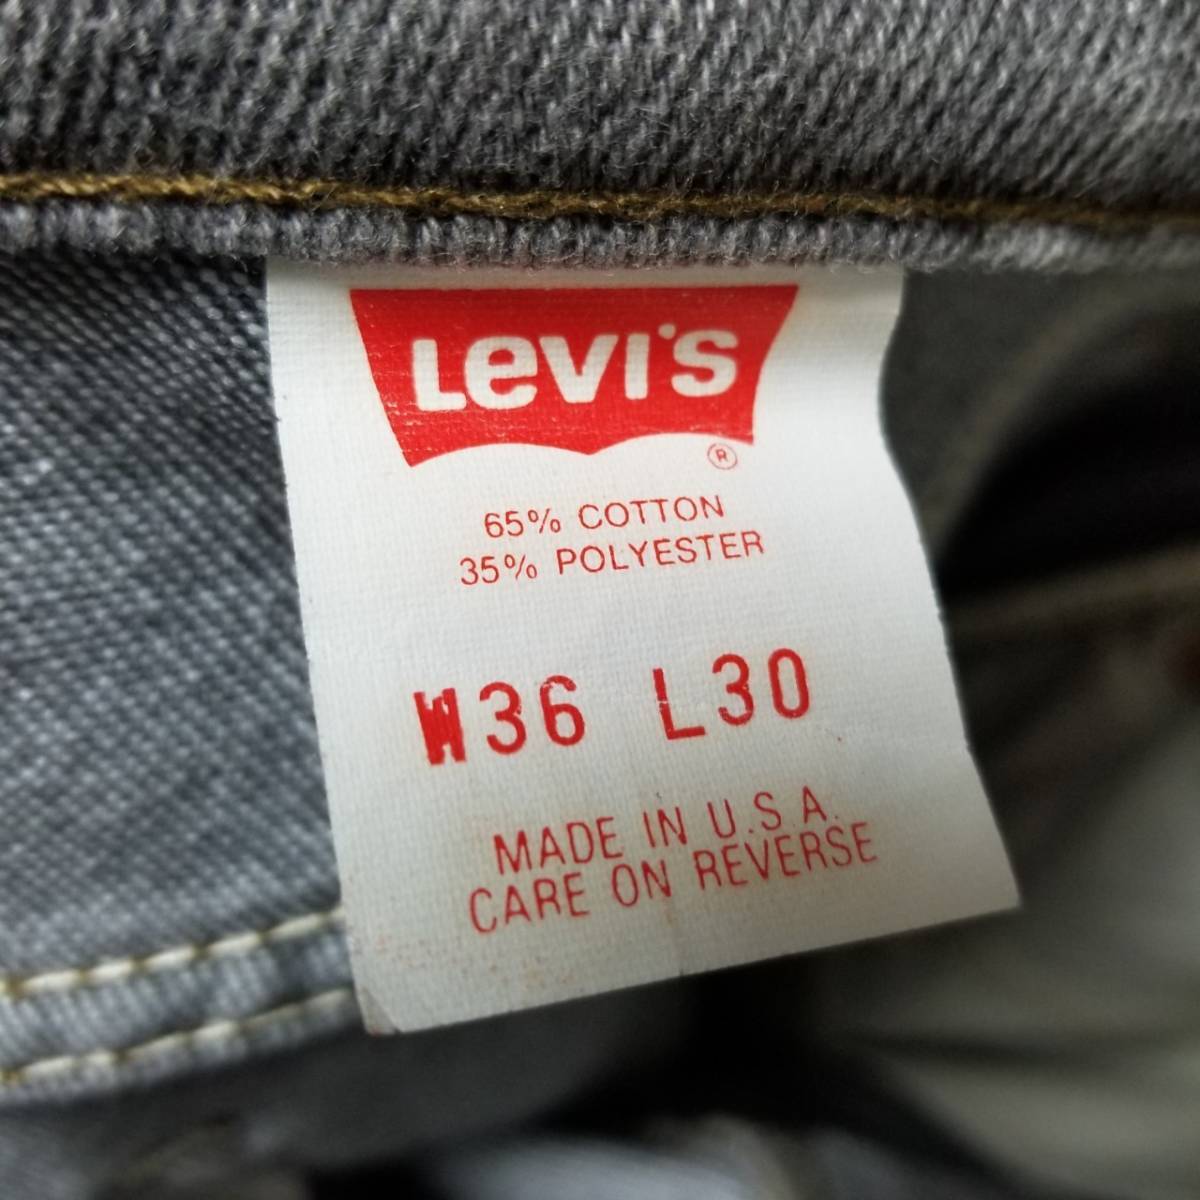 LeVI'S
®
65% COTTON
35% POLYESTER
W36 L30
MADE IN U.S.A.
CARE ON REVERSE